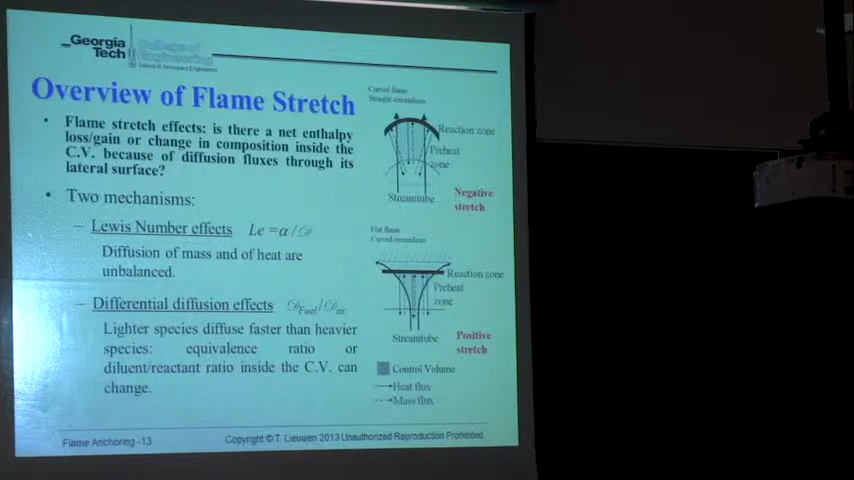 Georgia
Tech
College of
Engineering
School of Aerospace Engineering
Overview of Flame Stretch
• Flame stretch effects: is there a net enthalpy
loss/gain or change in composition inside the
C.V. because of diffusion fluxes through its
lateral surface?
• Two mechanisms:
– Lewis Number effects Le = α / 𝒟
Diffusion of mass and of heat are
unbalanced.
– Differential diffusion effects 𝒟Fuel/𝒟ox
Lighter species diffuse faster than heavier
species: equivalence ratio or
diluent/reactant ratio inside the C.V. can
change.
Curved flame
Straight streamlines
Reaction zone
Preheat
zone
Streamtube
Negative
stretch
Flat flame
Curved streamlines
Reaction zone
Preheat
zone
Streamtube
Positive
stretch
Control Volume
Heat flux
Mass flux
Flame Anchoring -13
Copyright © T. Lieuwen 2013 Unauthorized Reproduction Prohibited